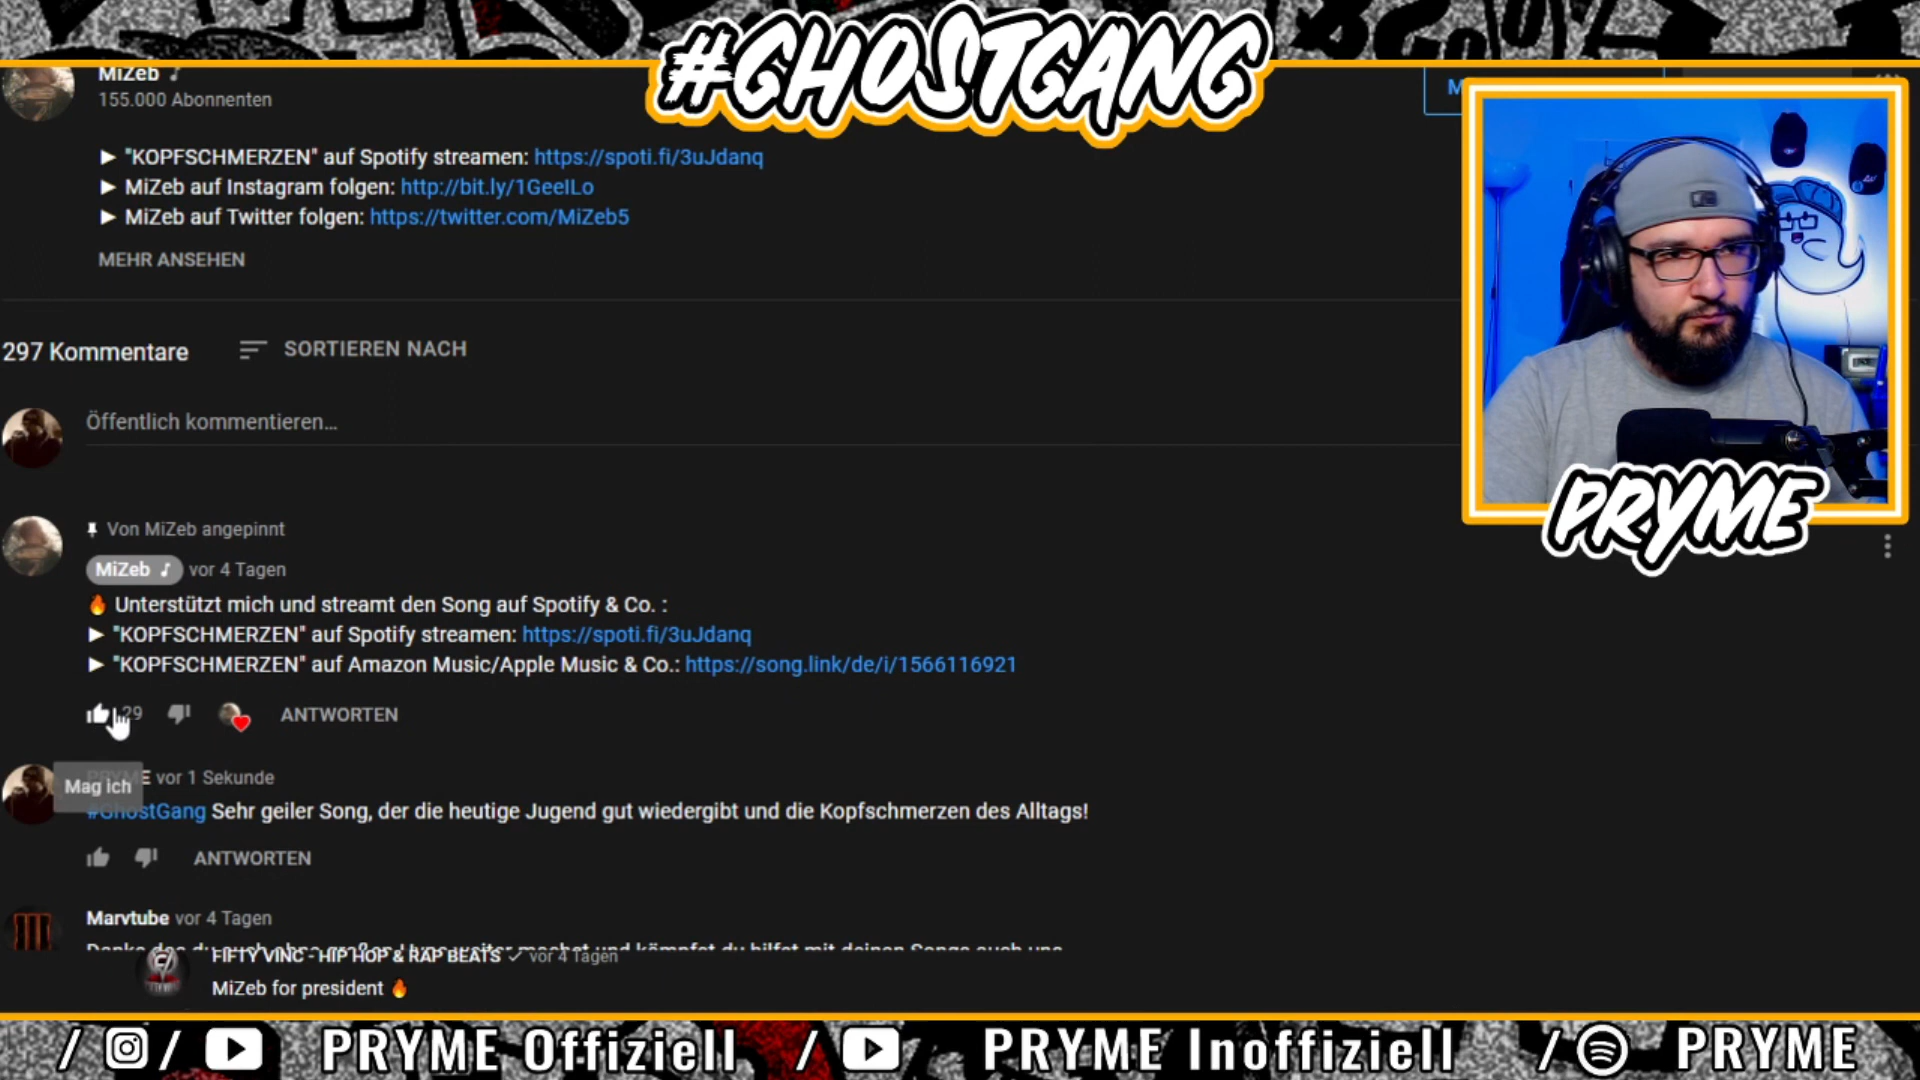 #GHOSTGANG
MiZeb ♪
155.000 Abonnenten
► "KOPFSCHMERZEN" auf Spotify streamen: https://spoti.fi/3uJdanq
► MiZeb auf Instagram folgen: http://bit.ly/1GeeILo
► MiZeb auf Twitter folgen: https://twitter.com/MiZeb5
MEHR ANSEHEN
297 Kommentare
SORTIEREN NACH
Öffentlich kommentieren...
PRYME
Von MiZeb angepinnt
MiZeb ♪ vor 4 Tagen
🔥 Unterstützt mich und streamt den Song auf Spotify & Co. :
► "KOPFSCHMERZEN" auf Spotify streamen: https://spoti.fi/3uJdanq
► "KOPFSCHMERZEN" auf Amazon Music/Apple Music & Co.: https://song.link/de/i/1566116921
29 ANTWORTEN
PRYME vor 1 Sekunde
Mag ich
#GhostGang Sehr geiler Song, der die heutige Jugend gut wiedergibt und die Kopfschmerzen des Alltags!
ANTWORTEN
Marvtube vor 4 Tagen
FIFTY VINC - HIP HOP & RAP BEATS ✓ vor 4 Tagen
MiZeb for president 🔥
/ / PRYME Offiziell / PRYME Inoffiziell / PRYME